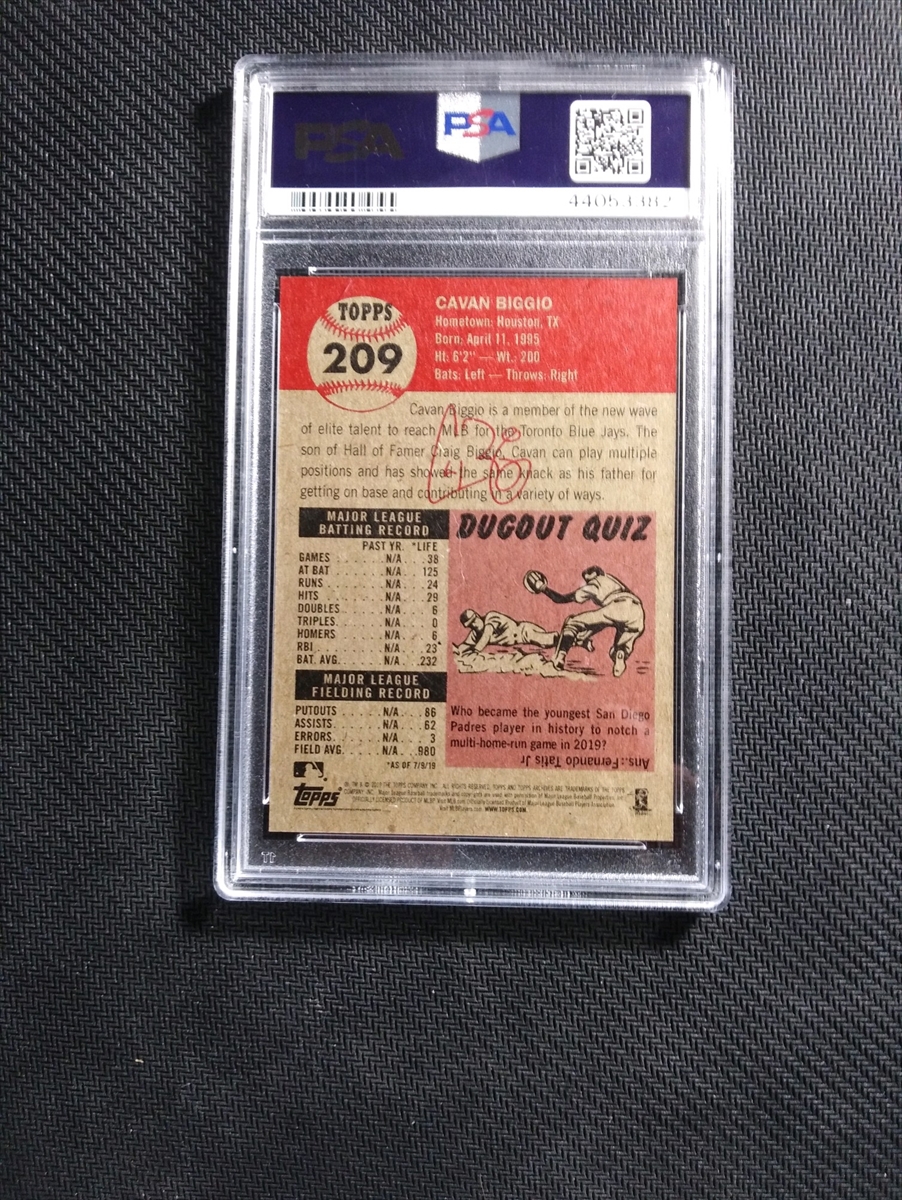 PSA PSA
44053382
TOPPS
209
CAVAN BIGGIO
Hometown: Houston, TX
Born: April 11, 1995
Ht: 6'2" — Wt.: 200
Bats: Left — Throws: Right
Cavan Biggio is a member of the new wave
of elite talent to reach MLB for the Toronto Blue Jays. The
son of Hall of Famer Craig Biggio, Cavan can play multiple
positions and has showed the same knack as his father for
getting on base and contributing in a variety of ways.
MAJOR LEAGUE
BATTING RECORD
PAST YR. *LIFE
GAMES . . . . . . . N/A . . . 38
AT BAT . . . . . . . N/A . . 125
RUNS . . . . . . . N/A . . . 24
HITS . . . . . . . N/A . . . 29
DOUBLES . . . . . N/A . . . . 6
TRIPLES . . . . . . N/A . . . . 0
HOMERS . . . . . N/A . . . . 6
RBI . . . . . . . . N/A . . . 23
BAT. AVG. . . . . . N/A . . .232
MAJOR LEAGUE
FIELDING RECORD
PUTOUTS . . . . . N/A . . . 86
ASSISTS . . . . . . N/A . . . 62
ERRORS . . . . . . N/A . . . . 3
FIELD AVG. . . . . N/A . . .980
*AS OF 7/9/19
DUGOUT QUIZ
Who became the youngest San Diego
Padres player in history to notch a
multi-home-run game in 2019?
Ans.: Fernando Tatis Jr
topps
WWW.TOPPS.COM